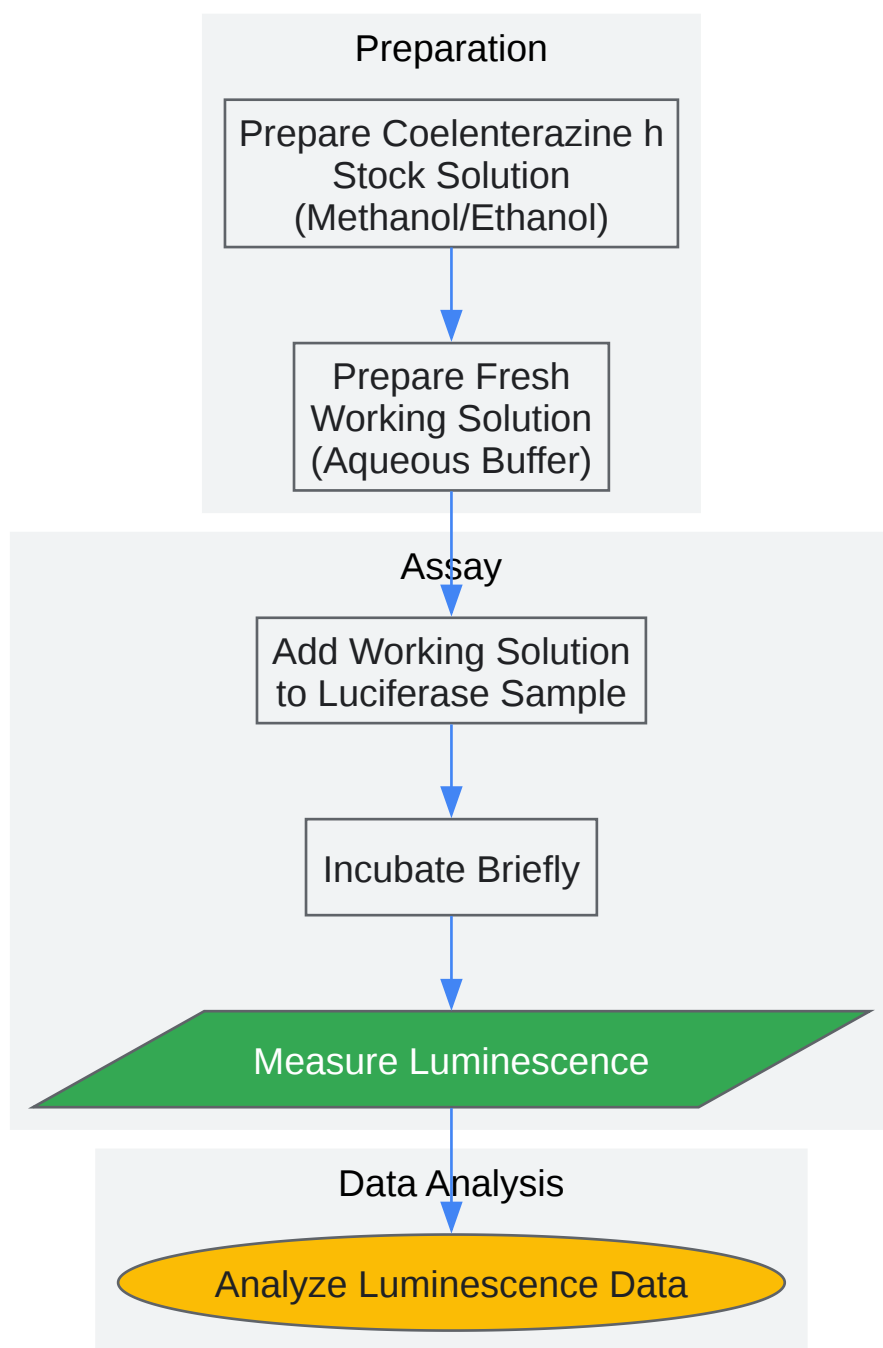 Preparation
Prepare Coelenterazine h
Stock Solution
(Methanol/Ethanol)
Prepare Fresh
Working Solution
(Aqueous Buffer)
Assay
Add Working Solution
to Luciferase Sample
Incubate Briefly
Measure Luminescence
Data Analysis
Analyze Luminescence Data